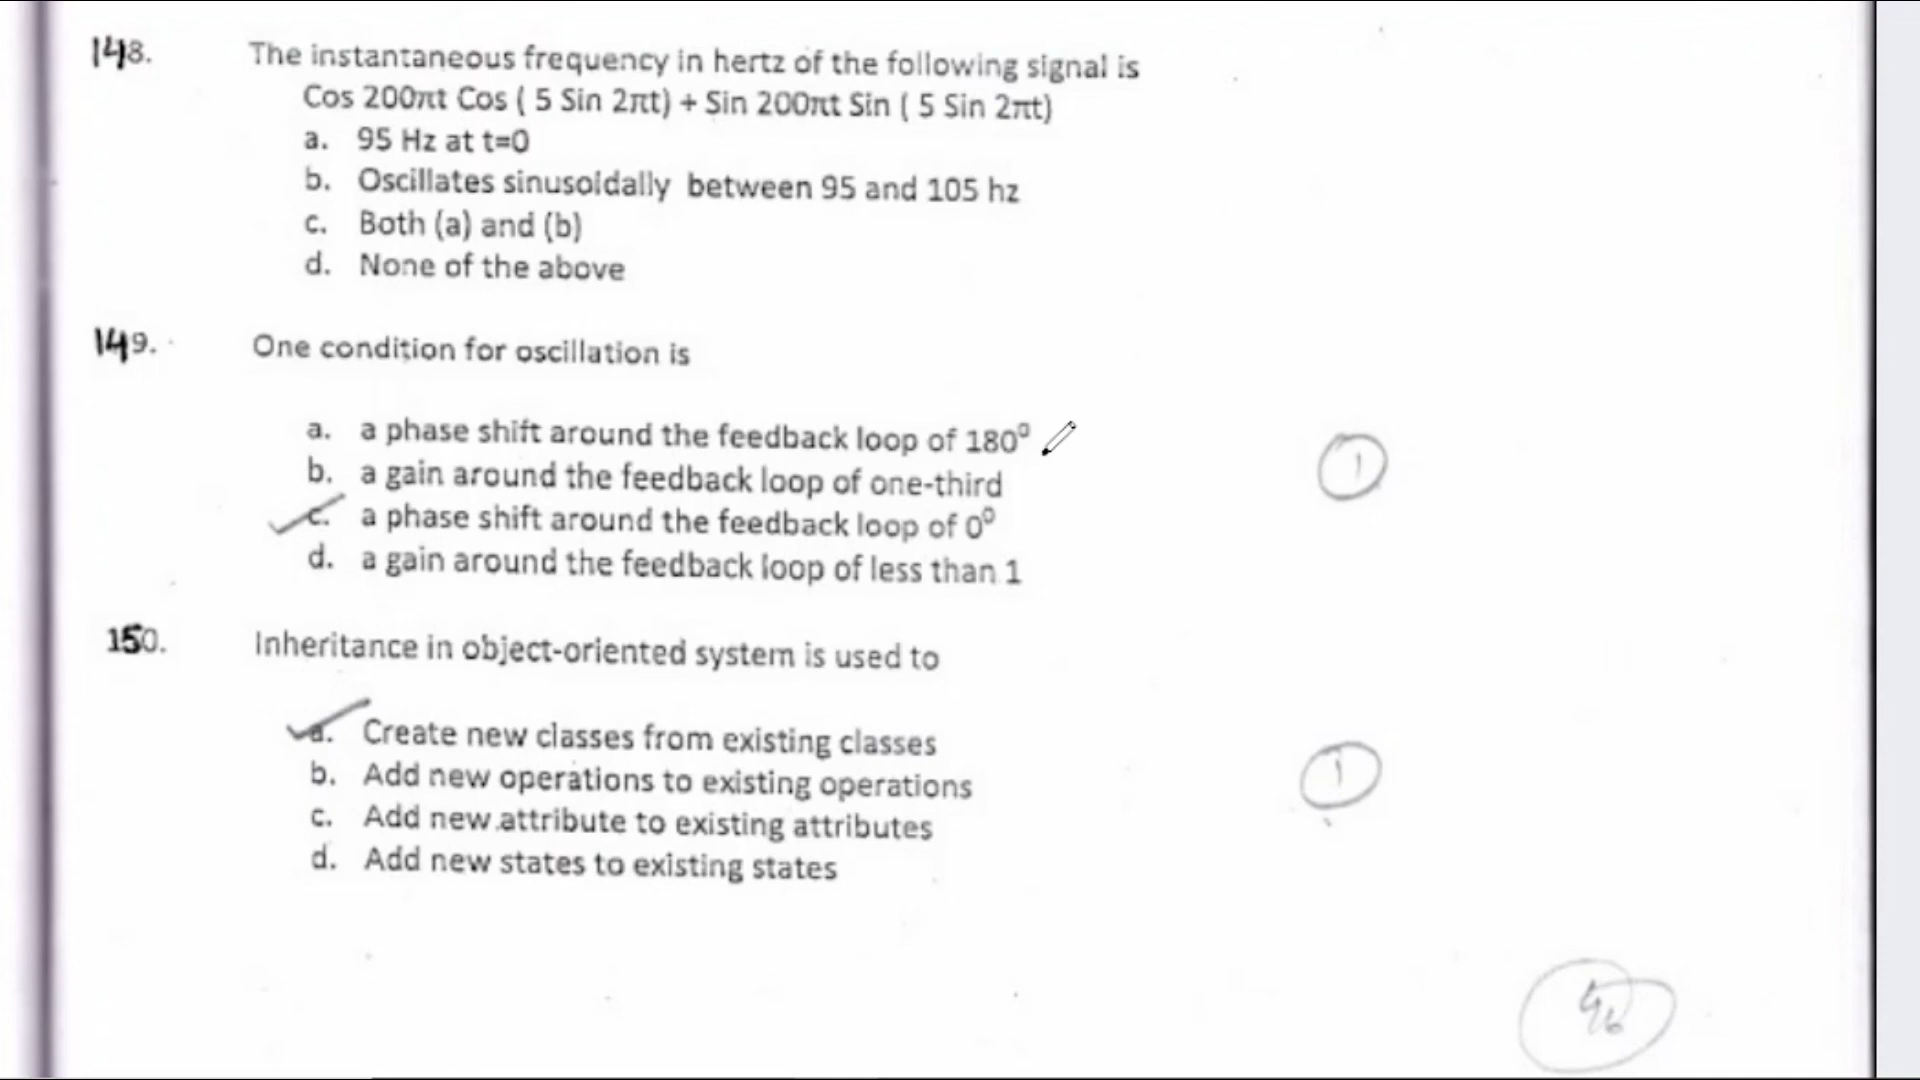 148. The instantaneous frequency in hertz of the following signal is
Cos 200πt Cos ( 5 Sin 2πt) + Sin 200πt Sin ( 5 Sin 2πt)
a. 95 Hz at t=0
b. Oscillates sinusoidally between 95 and 105 hz
c. Both (a) and (b)
d. None of the above
149. One condition for oscillation is
a. a phase shift around the feedback loop of 180⁰
b. a gain around the feedback loop of one-third
c. a phase shift around the feedback loop of 0⁰
d. a gain around the feedback loop of less than 1
1
150. Inheritance in object-oriented system is used to
a. Create new classes from existing classes
b. Add new operations to existing operations
c. Add new attribute to existing attributes
d. Add new states to existing states
1